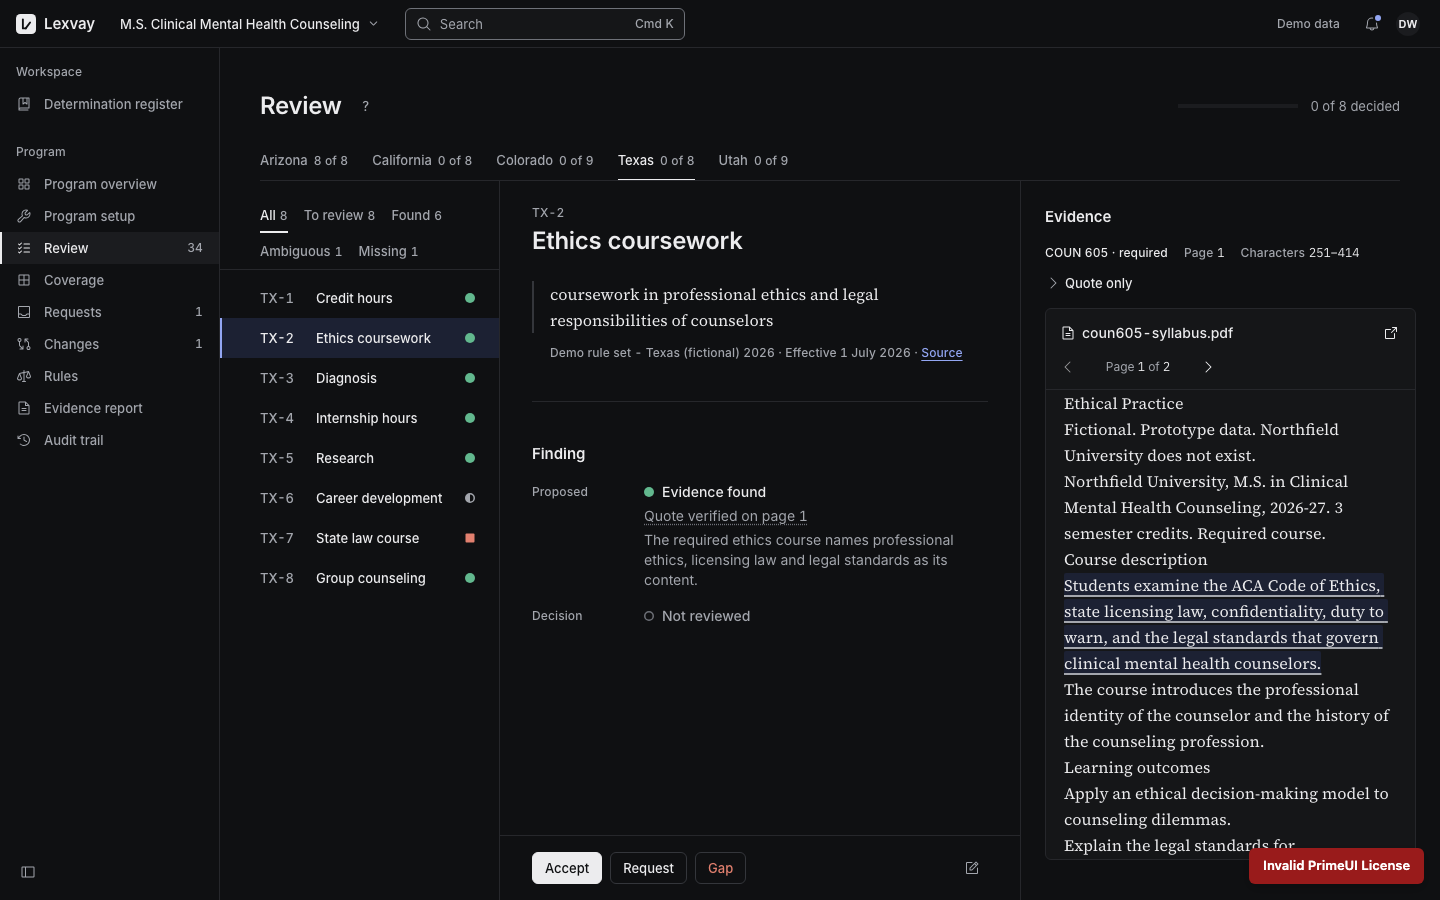 Lexvay
M.S. Clinical Mental Health Counseling
Search
Cmd K
Demo data
DW
Workspace
Determination register
Program
Program overview
Program setup
Review 34
Coverage
Requests 1
Changes 1
Rules
Evidence report
Audit trail
Review ?
0 of 8 decided
Arizona 8 of 8
California 0 of 8
Colorado 0 of 9
Texas 0 of 8
Utah 0 of 9
All 8
To review 8
Found 6
Ambiguous 1
Missing 1
TX-1 Credit hours
TX-2 Ethics coursework
TX-3 Diagnosis
TX-4 Internship hours
TX-5 Research
TX-6 Career development
TX-7 State law course
TX-8 Group counseling
TX-2
Ethics coursework
coursework in professional ethics and legal
responsibilities of counselors
Demo rule set - Texas (fictional) 2026 · Effective 1 July 2026 · Source
Finding
Proposed
Evidence found
Quote verified on page 1
The required ethics course names professional
ethics, licensing law and legal standards as its
content.
Decision
Not reviewed
Accept
Request
Gap
Evidence
COUN 605 · required Page 1 Characters 251–414
Quote only
coun605-syllabus.pdf
Page 1 of 2
Ethical Practice
Fictional. Prototype data. Northfield
University does not exist.
Northfield University, M.S. in Clinical
Mental Health Counseling, 2026-27. 3
semester credits. Required course.
Course description
Students examine the ACA Code of Ethics,
state licensing law, confidentiality, duty to
warn, and the legal standards that govern
clinical mental health counselors.
The course introduces the professional
identity of the counselor and the history of
the counseling profession.
Learning outcomes
Apply an ethical decision-making model to
counseling dilemmas.
Explain the legal standards for
Invalid PrimeUI License